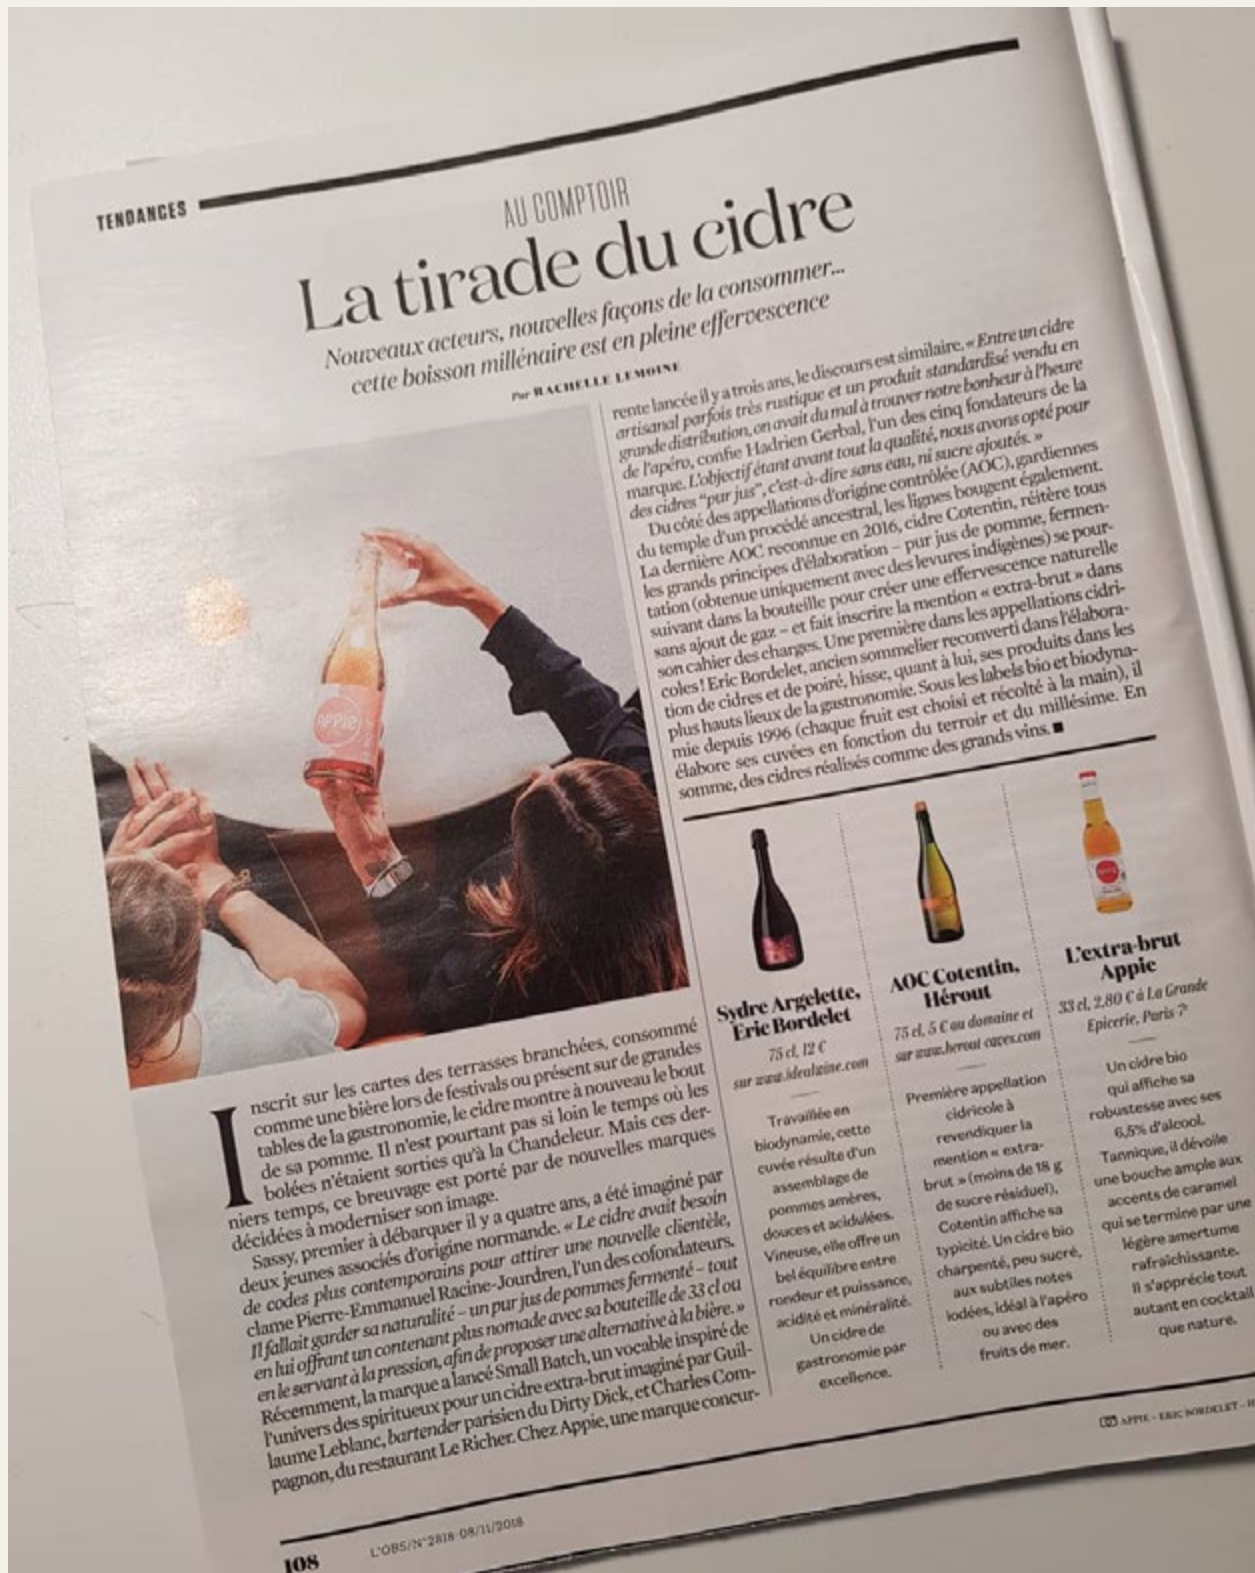 TENDANCES
AU COMPTOIR
La tirade du cidre
Nouveaux acteurs, nouvelles façons de la consommer...
cette boisson millénaire est en pleine effervescence
Par RACHELLE LEMOINE
appie
Inscrit sur les cartes des terrasses branchées, consommé
comme une bière lors de festivals ou présent sur de grandes
tables de la gastronomie, le cidre montre à nouveau le bout
de sa pomme. Il n'est pourtant pas si loin le temps où les
bolées n'étaient sorties qu'à la Chandeleur. Mais ces der-
niers temps, ce breuvage est porté par de nouvelles marques
décidées à moderniser son image.
Sassy, premier à débarquer il y a quatre ans, a été imaginé par
deux jeunes associés d'origine normande. « Le cidre avait besoin
de codes plus contemporains pour attirer une nouvelle clientèle,
clame Pierre-Emmanuel Racine-Jourdren, l'un des cofondateurs.
Il fallait garder sa naturalité – un pur jus de pommes fermenté – tout
en lui offrant un contenant plus nomade avec sa bouteille de 33 cl ou
en le servant à la pression, afin de proposer une alternative à la bière. »
Récemment, la marque a lancé Small Batch, un vocable inspiré de
l'univers des spiritueux pour un cidre extra-brut imaginé par Guil-
laume Leblanc, bartender parisien du Dirty Dick, et Charles Com-
pagnon, du restaurant Le Richer. Chez Appie, une marque concur-
rente lancée il y a trois ans, le discours est similaire. « Entre un cidre
artisanal parfois très rustique et un produit standardisé vendu en
grande distribution, on avait du mal à trouver notre bonheur à l'heure
de l'apéro, confie Hadrien Gerbal, l'un des cinq fondateurs de la
marque. L'objectif étant avant tout la qualité, nous avons opté pour
des cidres "pur jus", c'est-à-dire sans eau, ni sucre ajoutés. »
Du côté des appellations d'origine contrôlée (AOC), gardiennes
du temple d'un procédé ancestral, les lignes bougent également.
La dernière AOC reconnue en 2016, cidre Cotentin, réitère tous
les grands principes d'élaboration – pur jus de pomme, fermen-
tation (obtenue uniquement avec des levures indigènes) se pour-
suivant dans la bouteille pour créer une effervescence naturelle
sans ajout de gaz – et fait inscrire la mention « extra-brut » dans
son cahier des charges. Une première dans les appellations cidri-
coles ! Eric Bordelet, ancien sommelier reconverti dans l'élabora-
tion de cidres et de poiré, hisse, quant à lui, ses produits dans les
plus hauts lieux de la gastronomie. Sous les labels bio et biodyna-
mie depuis 1996 (chaque fruit est choisi et récolté à la main), il
élabore ses cuvées en fonction du terroir et du millésime. En
somme, des cidres réalisés comme des grands vins. ■
Sydre Argelette,
Eric Bordelet
75 cl, 12 €
sur www.idealwine.com
Travaillée en
biodynamie, cette
cuvée résulte d'un
assemblage de
pommes amères,
douces et acidulées.
Vineuse, elle offre un
bel équilibre entre
rondeur et puissance,
acidité et minéralité.
Un cidre de
gastronomie par
excellence.
AOC Cotentin,
Hérout
75 cl, 5 € au domaine et
sur www.herout-caves.com
Première appellation
cidricole à
revendiquer la
mention « extra-
brut » (moins de 18 g
de sucre résiduel),
Cotentin affiche sa
typicité. Un cidre bio
charpenté, peu sucré,
aux subtiles notes
iodées, idéal à l'apéro
ou avec des
fruits de mer.
L'extra-brut
Appie
33 cl, 2,80 € à La Grande
Epicerie, Paris 7e
Un cidre bio
qui affiche sa
robustesse avec ses
6,5% d'alcool.
Tannique, il dévoile
une bouche ample aux
accents de caramel
qui se termine par une
légère amertume
rafraîchissante.
Il s'apprécie tout
autant en cocktail
que nature.
APPIE - ERIC BORDELET - H
108
L'OBS/N°2818-08/11/2018